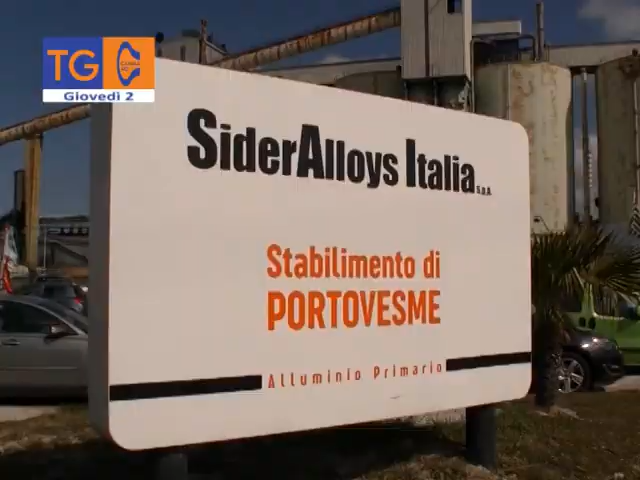 TG
Giovedì 2
SiderAlloys Italia S.p.A.
Stabilimento di
PORTOVESME
Alluminio Primario